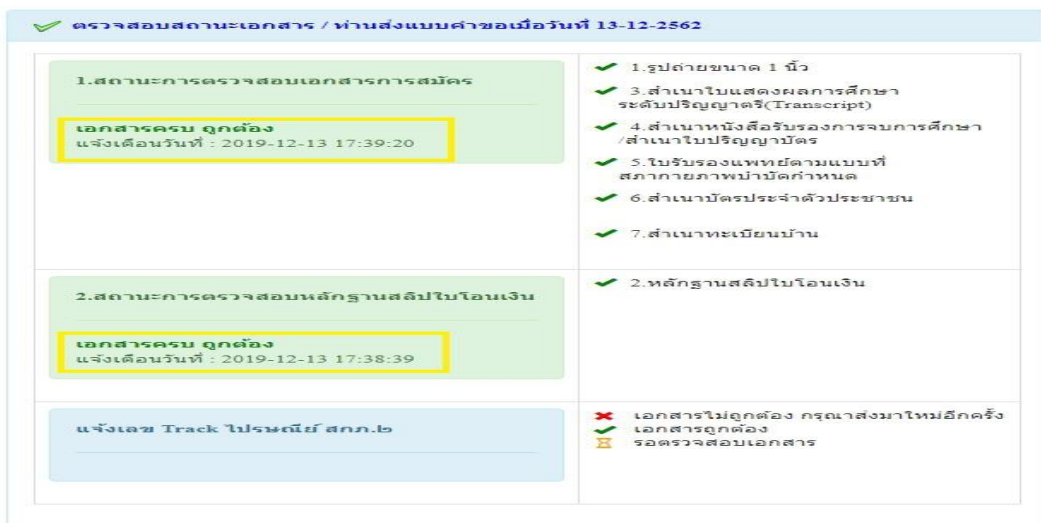 ตรวจสอบสถานะเอกสาร / ท่านส่งแบบคำขอเมื่อวันที่ 13-12-2562
1.สถานะการตรวจสอบเอกสารการสมัคร
เอกสารครบ ถูกต้อง
แจ้งเตือนวันที่ : 2019-12-13 17:39:20
1.รูปถ่ายขนาด 1 นิ้ว
3.สำเนาใบแสดงผลการศึกษา
ระดับปริญญาตรี(Transcript)
4.สำเนาหนังสือรับรองการจบการศึกษา
/สำเนาใบปริญญาบัตร
5.ใบรับรองแพทย์ตามแบบที่
สภากายภาพบำบัดกำหนด
6.สำเนาบัตรประจำตัวประชาชน
7.สำเนาทะเบียนบ้าน
2.สถานะการตรวจสอบหลักฐานสลิปใบโอนเงิน
เอกสารครบ ถูกต้อง
แจ้งเตือนวันที่ : 2019-12-13 17:38:39
2.หลักฐานสลิปใบโอนเงิน
แจ้งเลข Track ไปรษณีย์ สกภ.๒
เอกสารไม่ถูกต้อง กรุณาส่งมาใหม่อีกครั้ง
เอกสารถูกต้อง
รอตรวจสอบเอกสาร